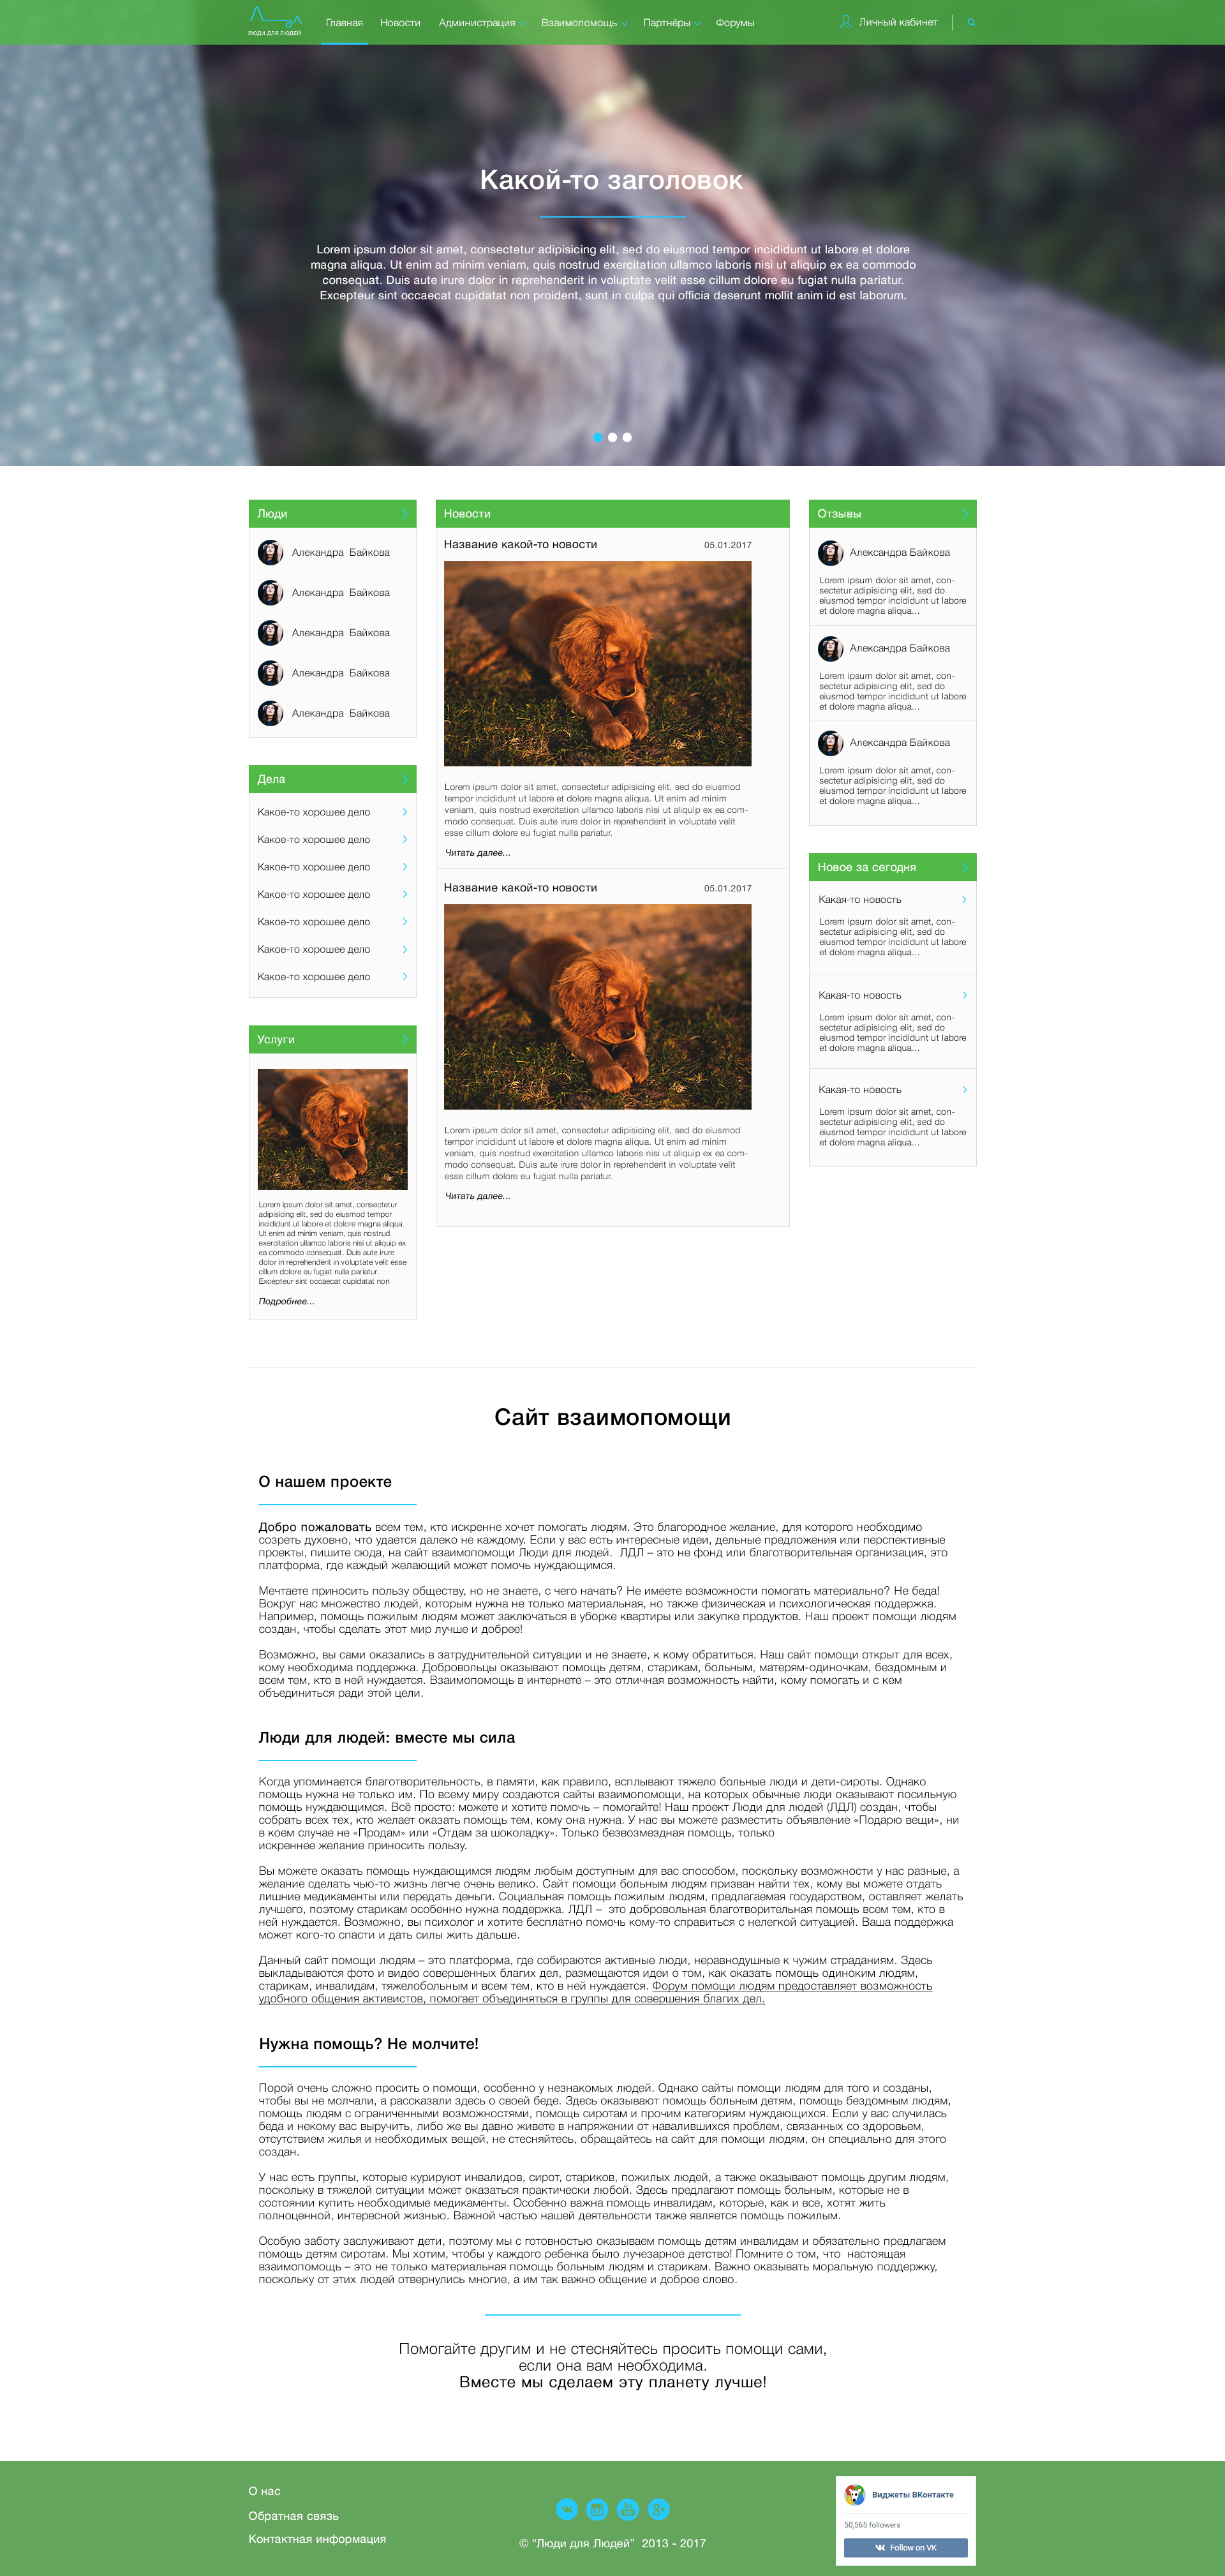 ЛЮДИ ДЛЯ ЛЮДЕЙ
Главная Новости Администрация Взаимопомощь Партнёры Форумы Личный кабинет
Какой-то заголовок
Lorem ipsum dolor sit amet, consectetur adipisicing elit, sed do eiusmod tempor incididunt ut labore et dolore
magna aliqua. Ut enim ad minim veniam, quis nostrud exercitation ullamco laboris nisi ut aliquip ex ea commodo
consequat. Duis aute irure dolor in reprehenderit in voluptate velit esse cillum dolore eu fugiat nulla pariatur.
Excepteur sint occaecat cupidatat non proident, sunt in culpa qui officia deserunt mollit anim id est laborum.
Люди
Алекандра Байкова
Алекандра Байкова
Алекандра Байкова
Алекандра Байкова
Алекандра Байкова
Дела
Какое-то хорошее дело
Какое-то хорошее дело
Какое-то хорошее дело
Какое-то хорошее дело
Какое-то хорошее дело
Какое-то хорошее дело
Какое-то хорошее дело
Услуги
Lorem ipsum dolor sit amet, consectetur
adipisicing elit, sed do eiusmod tempor
incididunt ut labore et dolore magna aliqua.
Ut enim ad minim veniam, quis nostrud
exercitation ullamco laboris nisi ut aliquip ex
ea commodo consequat. Duis aute irure
dolor in reprehenderit in voluptate velit esse
cillum dolore eu fugiat nulla pariatur.
Excepteur sint occaecat cupidatat non
Подробнее...
Новости
Название какой-то новости 05.01.2017
Lorem ipsum dolor sit amet, consectetur adipisicing elit, sed do eiusmod
tempor incididunt ut labore et dolore magna aliqua. Ut enim ad minim
veniam, quis nostrud exercitation ullamco laboris nisi ut aliquip ex ea com-
modo consequat. Duis aute irure dolor in reprehenderit in voluptate velit
esse cillum dolore eu fugiat nulla pariatur.
Читать далее...
Название какой-то новости 05.01.2017
Lorem ipsum dolor sit amet, consectetur adipisicing elit, sed do eiusmod
tempor incididunt ut labore et dolore magna aliqua. Ut enim ad minim
veniam, quis nostrud exercitation ullamco laboris nisi ut aliquip ex ea com-
modo consequat. Duis aute irure dolor in reprehenderit in voluptate velit
esse cillum dolore eu fugiat nulla pariatur.
Читать далее...
Отзывы
Александра Байкова
Lorem ipsum dolor sit amet, con-
sectetur adipisicing elit, sed do
eiusmod tempor incididunt ut labore
et dolore magna aliqua...
Александра Байкова
Lorem ipsum dolor sit amet, con-
sectetur adipisicing elit, sed do
eiusmod tempor incididunt ut labore
et dolore magna aliqua...
Александра Байкова
Lorem ipsum dolor sit amet, con-
sectetur adipisicing elit, sed do
eiusmod tempor incididunt ut labore
et dolore magna aliqua...
Новое за сегодня
Какая-то новость
Lorem ipsum dolor sit amet, con-
sectetur adipisicing elit, sed do
eiusmod tempor incididunt ut labore
et dolore magna aliqua...
Какая-то новость
Lorem ipsum dolor sit amet, con-
sectetur adipisicing elit, sed do
eiusmod tempor incididunt ut labore
et dolore magna aliqua...
Какая-то новость
Lorem ipsum dolor sit amet, con-
sectetur adipisicing elit, sed do
eiusmod tempor incididunt ut labore
et dolore magna aliqua...
Сайт взаимопомощи
О нашем проекте
Добро пожаловать всем тем, кто искренне хочет помогать людям. Это благородное желание, для которого необходимо
созреть духовно, что удается далеко не каждому. Если у вас есть интересные идеи, дельные предложения или перспективные
проекты, пишите сюда, на сайт взаимопомощи Люди для людей. ЛДЛ – это не фонд или благотворительная организация, это
платформа, где каждый желающий может помочь нуждающимся.
Мечтаете приносить пользу обществу, но не знаете, с чего начать? Не имеете возможности помогать материально? Не беда!
Вокруг нас множество людей, которым нужна не только материальная, но также физическая и психологическая поддержка.
Например, помощь пожилым людям может заключаться в уборке квартиры или закупке продуктов. Наш проект помощи людям
создан, чтобы сделать этот мир лучше и добрее!
Возможно, вы сами оказались в затруднительной ситуации и не знаете, к кому обратиться. Наш сайт помощи открыт для всех,
кому необходима поддержка. Добровольцы оказывают помощь детям, старикам, больным, матерям-одиночкам, бездомным и
всем тем, кто в ней нуждается. Взаимопомощь в интернете – это отличная возможность найти, кому помогать и с кем
объединиться ради этой цели.
Люди для людей: вместе мы сила
Когда упоминается благотворительность, в памяти, как правило, всплывают тяжело больные люди и дети-сироты. Однако
помощь нужна не только им. По всему миру создаются сайты взаимопомощи, на которых обычные люди оказывают посильную
помощь нуждающимся. Всё просто: можете и хотите помочь – помогайте! Наш проект Люди для людей (ЛДЛ) создан, чтобы
собрать всех тех, кто желает оказать помощь тем, кому она нужна. У нас вы можете разместить объявление «Подарю вещи», ни
в коем случае не «Продам» или «Отдам за шоколадку». Только безвозмездная помощь, только
искреннее желание приносить пользу.
Вы можете оказать помощь нуждающимся людям любым доступным для вас способом, поскольку возможности у нас разные, а
желание сделать чью-то жизнь легче очень велико. Сайт помощи больным людям призван найти тех, кому вы можете отдать
лишние медикаменты или передать деньги. Социальная помощь пожилым людям, предлагаемая государством, оставляет желать
лучшего, поэтому старикам особенно нужна поддержка. ЛДЛ – это добровольная благотворительная помощь всем тем, кто в
ней нуждается. Возможно, вы психолог и хотите бесплатно помочь кому-то справиться с нелегкой ситуацией. Ваша поддержка
может кого-то спасти и дать силы жить дальше.
Данный сайт помощи людям – это платформа, где собираются активные люди, неравнодушные к чужим страданиям. Здесь
выкладываются фото и видео совершенных благих дел, размещаются идеи о том, как оказать помощь одиноким людям,
старикам, инвалидам, тяжелобольным и всем тем, кто в ней нуждается. Форум помощи людям предоставляет возможность
удобного общения активистов, помогает объединяться в группы для совершения благих дел.
Нужна помощь? Не молчите!
Порой очень сложно просить о помощи, особенно у незнакомых людей. Однако сайты помощи людям для того и созданы,
чтобы вы не молчали, а рассказали здесь о своей беде. Здесь оказывают помощь больным детям, помощь бездомным людям,
помощь людям с ограниченными возможностями, помощь сиротам и прочим категориям нуждающихся. Если у вас случилась
беда и некому вас выручить, либо же вы давно живете в напряжении от навалившихся проблем, связанных со здоровьем,
отсутствием жилья и необходимых вещей, не стесняйтесь, обращайтесь на сайт для помощи людям, он специально для этого
создан.
У нас есть группы, которые курируют инвалидов, сирот, стариков, пожилых людей, а также оказывают помощь другим людям,
поскольку в тяжелой ситуации может оказаться практически любой. Здесь предлагают помощь больным, которые не в
состоянии купить необходимые медикаменты. Особенно важна помощь инвалидам, которые, как и все, хотят жить
полноценной, интересной жизнью. Важной частью нашей деятельности также является помощь пожилым.
Особую заботу заслуживают дети, поэтому мы с готовностью оказываем помощь детям инвалидам и обязательно предлагаем
помощь детям сиротам. Мы хотим, чтобы у каждого ребенка было лучезарное детство! Помните о том, что настоящая
взаимопомощь – это не только материальная помощь больным людям и старикам. Важно оказывать моральную поддержку,
поскольку от этих людей отвернулись многие, а им так важно общение и доброе слово.
Помогайте другим и не стесняйтесь просить помощи сами,
если она вам необходима.
Вместе мы сделаем эту планету лучше!
О нас
Обратная связь
Контактная информация
© “Люди для Людей” 2013 - 2017
Виджеты ВКонтакте
50,565 followers
Follow on VK